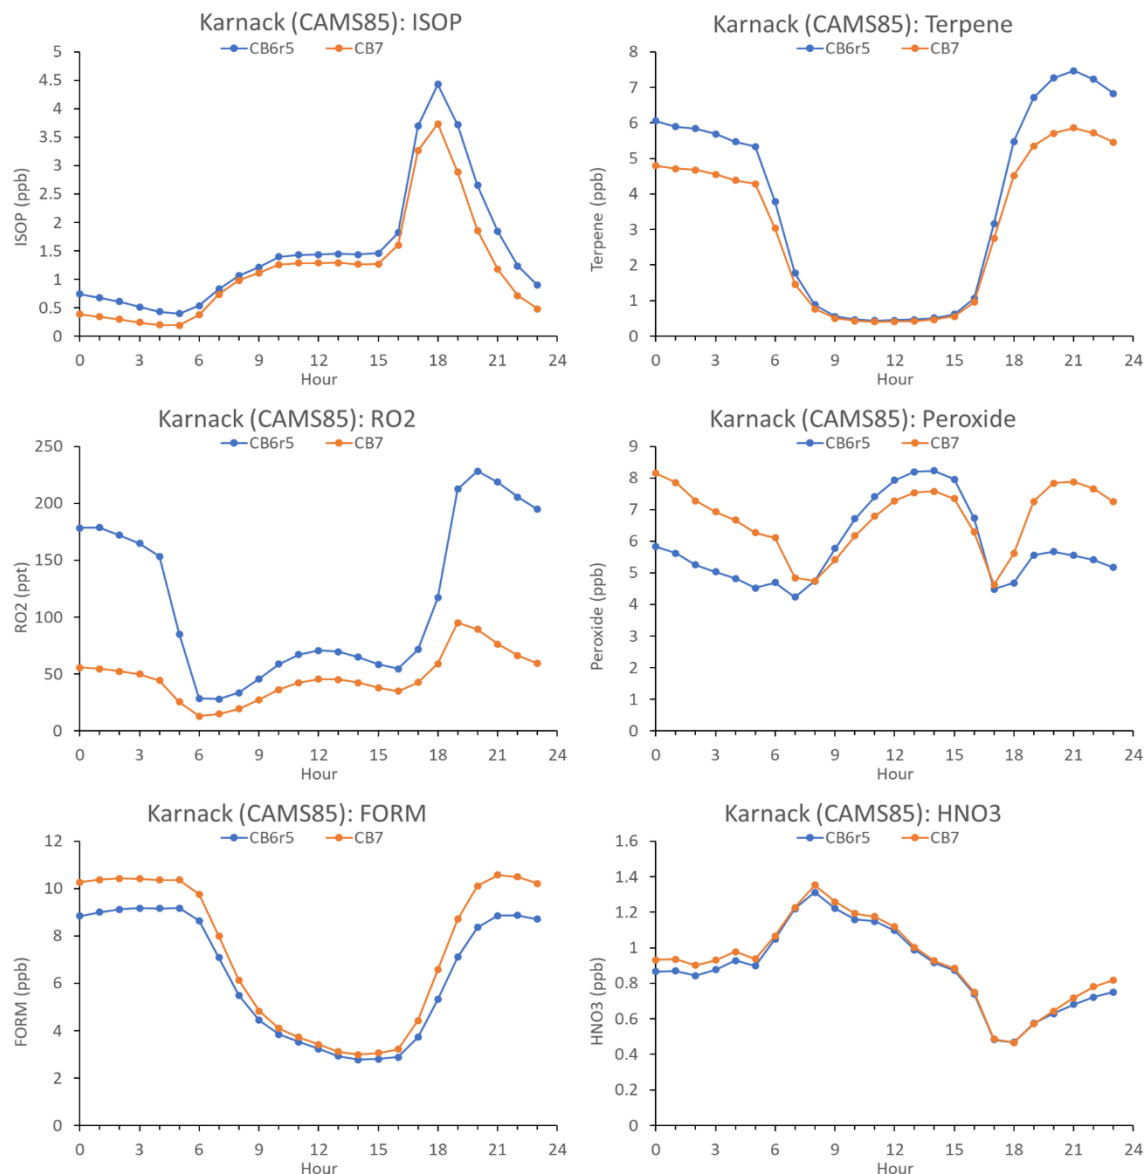 Karnack (CAMS85): ISOP
CB6r5 CB7
5
4.5
4
3.5
3
2.5
2
1.5
1
0.5
0
ISOP (ppb)
0 3 6 9 12 15 18 21 24
Hour
Karnack (CAMS85): Terpene
CB6r5 CB7
8
7
6
5
4
3
2
1
0
Terpene (ppb)
0 3 6 9 12 15 18 21 24
Hour
Karnack (CAMS85): RO2
CB6r5 CB7
250
200
150
100
50
0
RO2 (ppt)
0 3 6 9 12 15 18 21 24
Hour
Karnack (CAMS85): Peroxide
CB6r5 CB7
9
8
7
6
5
4
3
2
1
0
Peroxide (ppb)
0 3 6 9 12 15 18 21 24
Hour
Karnack (CAMS85): FORM
CB6r5 CB7
12
10
8
6
4
2
0
FORM (ppb)
0 3 6 9 12 15 18 21 24
Hour
Karnack (CAMS85): HNO3
CB6r5 CB7
1.6
1.4
1.2
1
0.8
0.6
0.4
0.2
0
HNO3 (ppb)
0 3 6 9 12 15 18 21 24
Hour